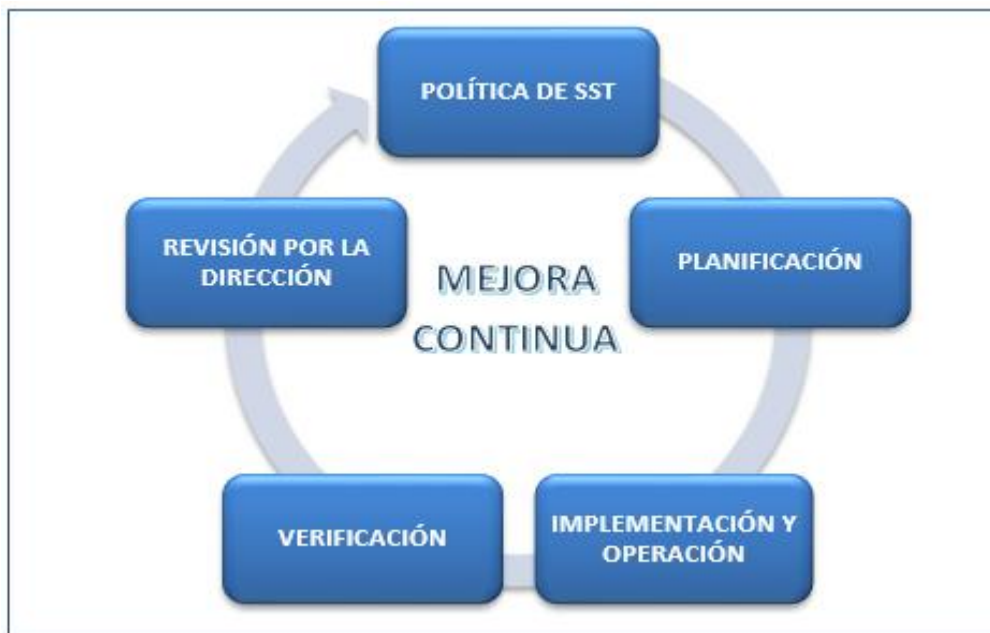 POLÍTICA DE SST
PLANIFICACIÓN
IMPLEMENTACIÓN Y
OPERACIÓN
VERIFICACIÓN
REVISIÓN POR LA
DIRECCIÓN
MEJORA
CONTINUA